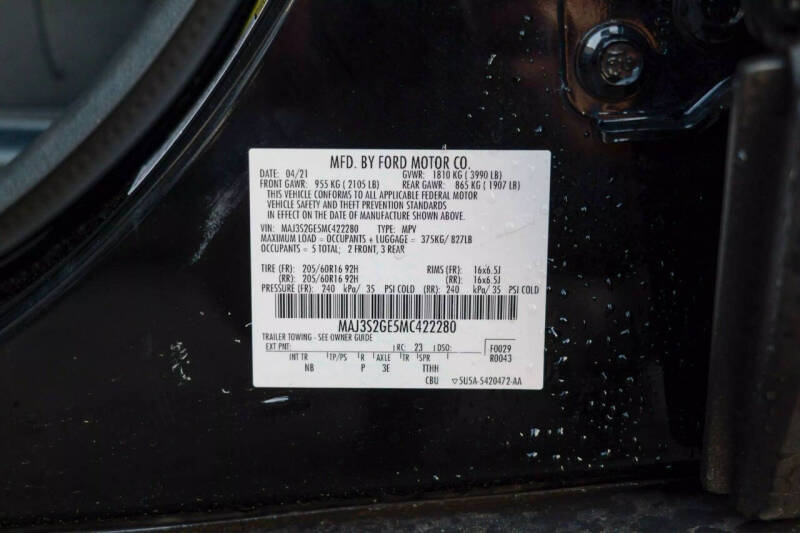 MFD. BY FORD MOTOR CO.
DATE: 04/21 GVWR: 1810 KG ( 3990 LB)
FRONT GAWR: 955 KG ( 2105 LB) REAR GAWR: 865 KG ( 1907 LB)
THIS VEHICLE CONFORMS TO ALL APPLICABLE FEDERAL MOTOR
VEHICLE SAFETY AND THEFT PREVENTION STANDARDS
IN EFFECT ON THE DATE OF MANUFACTURE SHOWN ABOVE.
VIN: MAJ3S2GE5MC422280 TYPE: MPV
MAXIMUM LOAD = OCCUPANTS + LUGGAGE = 375KG/ 827LB
OCCUPANTS = 5 TOTAL; 2 FRONT, 3 REAR
TIRE (FR): 205/60R16 92H RIMS (FR): 16x6.5J
(RR): 205/60R16 92H (RR): 16x6.5J
PRESSURE (FR): 240 kPa/ 35 PSI COLD (RR): 240 kPa/ 35 PSI COLD
MAJ3S2GE5MC422280
TRAILER TOWING - SEE OWNER GUIDE
EXT PNT: RC: 23 DSO: F0029
INT TR TP/PS R AXLE TR SPR R0043
NB P 3E TTHH
CBU 5U5A-5420472-AA